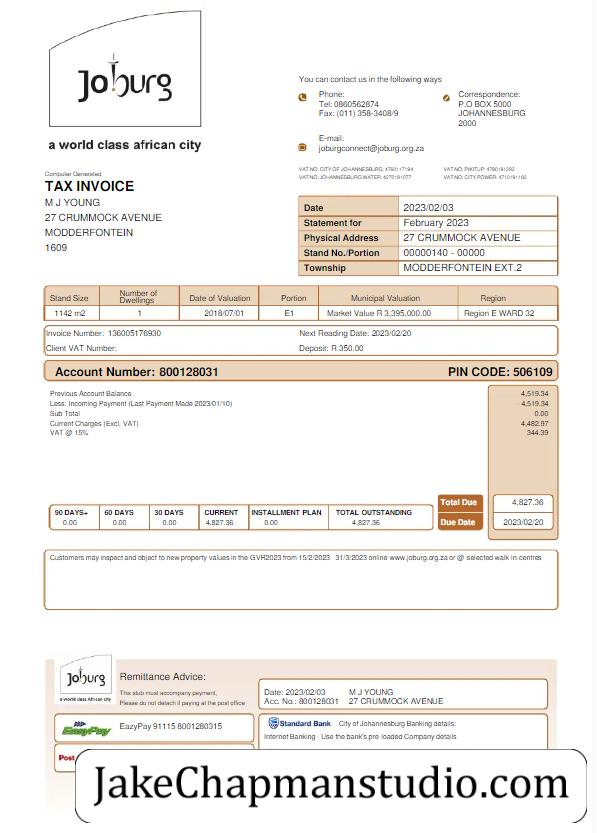 Joburg
a world class african city
You can contact us in the following ways
Phone:
Tel: 0860562874
Fax: (011) 358-3408/9
Correspondence:
P.O BOX 5000
JOHANNESBURG
2000
E-mail:
joburgconnect@joburg.org.za
VAT NO: CITY OF JOHANNESBURG: 4760117194
VAT NO: PIKITUP: 4790191292
VAT NO: JOHANNESBURG WATER: 4270191077
VAT NO: CITY POWER: 4710191182
Computer Generated
TAX INVOICE
M J YOUNG
27 CRUMMOCK AVENUE
MODDERFONTEIN
1609
Date 2023/02/03
Statement for February 2023
Physical Address 27 CRUMMOCK AVENUE
Stand No./Portion 00000140 - 00000
Township MODDERFONTEIN EXT.2
Stand Size Number of Dwellings Date of Valuation Portion Municipal Valuation Region
1142 m2 1 2018/07/01 E1 Market Value R 3,395,000.00 Region E WARD 32
Invoice Number: 136005176930 Next Reading Date: 2023/02/20
Client VAT Number: Deposit: R 350.00
Account Number: 800128031 PIN CODE: 506109
Previous Account Balance 4,519.34
Less: Incoming Payment (Last Payment Made 2023/01/10) - 4,519.34
Sub Total 0.00
Current Charges (Excl. VAT) 4,482.97
VAT @ 15% 344.39
Total Due 4,827.36
90 DAYS+ 60 DAYS 30 DAYS CURRENT INSTALLMENT PLAN TOTAL OUTSTANDING
0.00 0.00 0.00 4,827.36 0.00 4,827.36
Due Date 2023/02/20
Customers may inspect and object to new property values in the GVR2023 from 15/2/2023 - 31/3/2023 online www.joburg.org.za or @ selected walk in centres
Joburg
a world class African city
Remittance Advice:
This stub must accompany payment,
Please do not detach if paying at the post office
Date: 2023/02/03 M J YOUNG
Acc. No.: 800128031 27 CRUMMOCK AVENUE
EasyPay
EazyPay 91115 8001280315
Standard Bank City of Johannesburg Banking details:
Internet Banking - Use the bank's pre loaded Company details
Post
JakeChapmanstudio.com